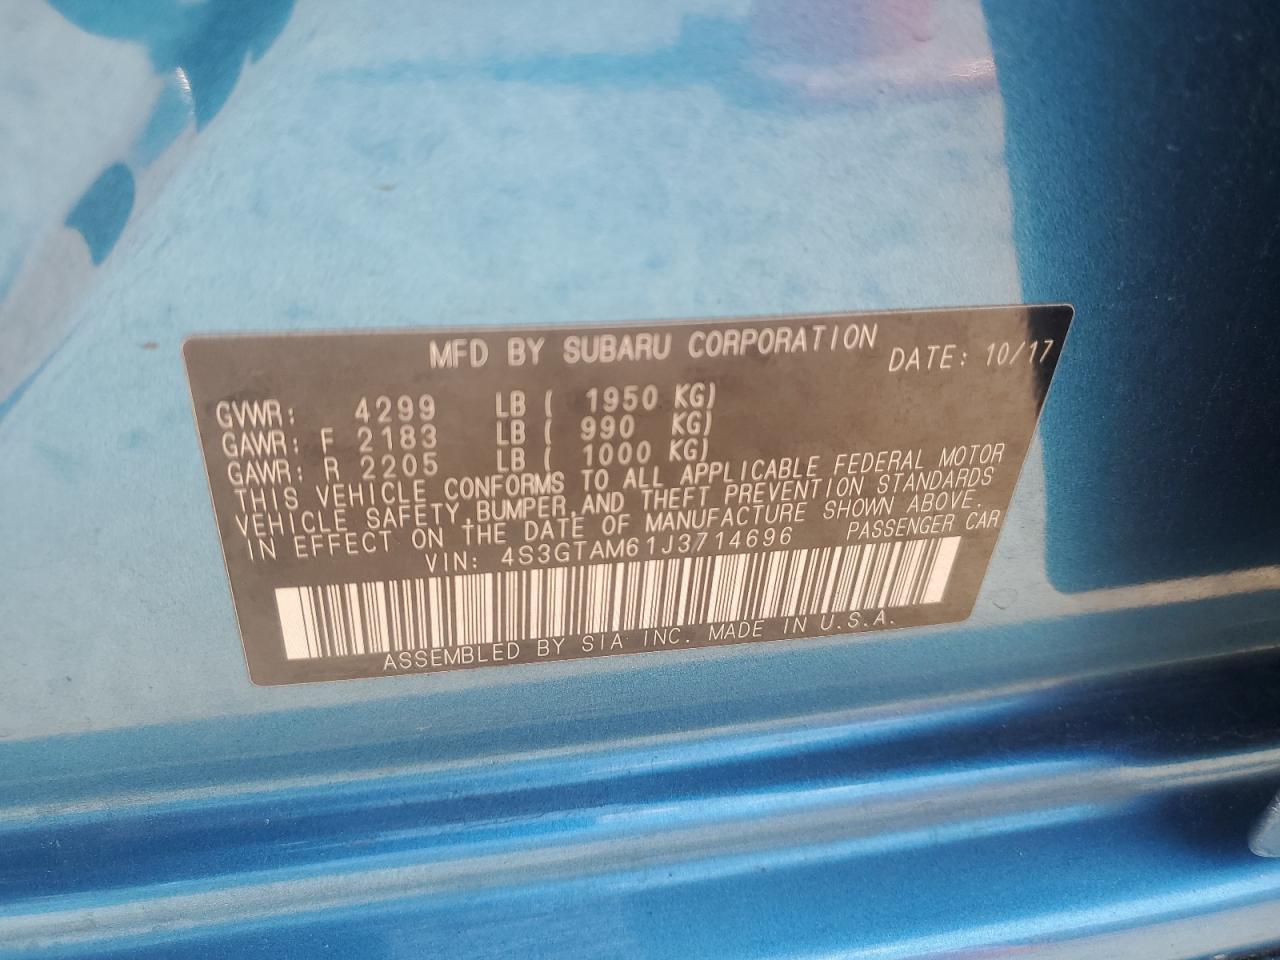 MFD BY SUBARU CORPORATION DATE: 10/17
GVWR: 4299 LB ( 1950 KG)
GAWR: F 2183 LB ( 990 KG)
GAWR: R 2205 LB ( 1000 KG)
THIS VEHICLE CONFORMS TO ALL APPLICABLE FEDERAL MOTOR
VEHICLE SAFETY, BUMPER, AND THEFT PREVENTION STANDARDS
IN EFFECT ON THE DATE OF MANUFACTURE SHOWN ABOVE.
VIN: 4S3GTAM61J3714696 PASSENGER CAR
ASSEMBLED BY SIA INC. MADE IN U.S.A.